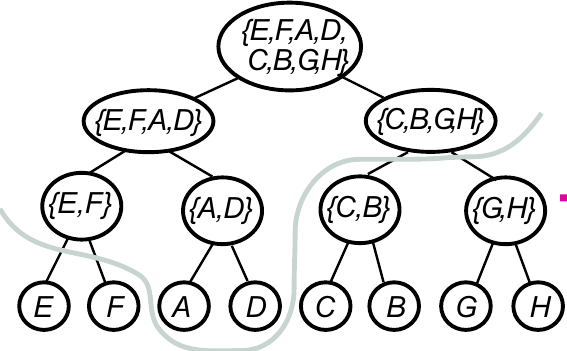 {E,F,A,D,
C,B,G,H}
{E,F,A,D}
{C,B,G,H}
{E,F}
{A,D}
{C,B}
{G,H}
E
F
A
D
C
B
G
H